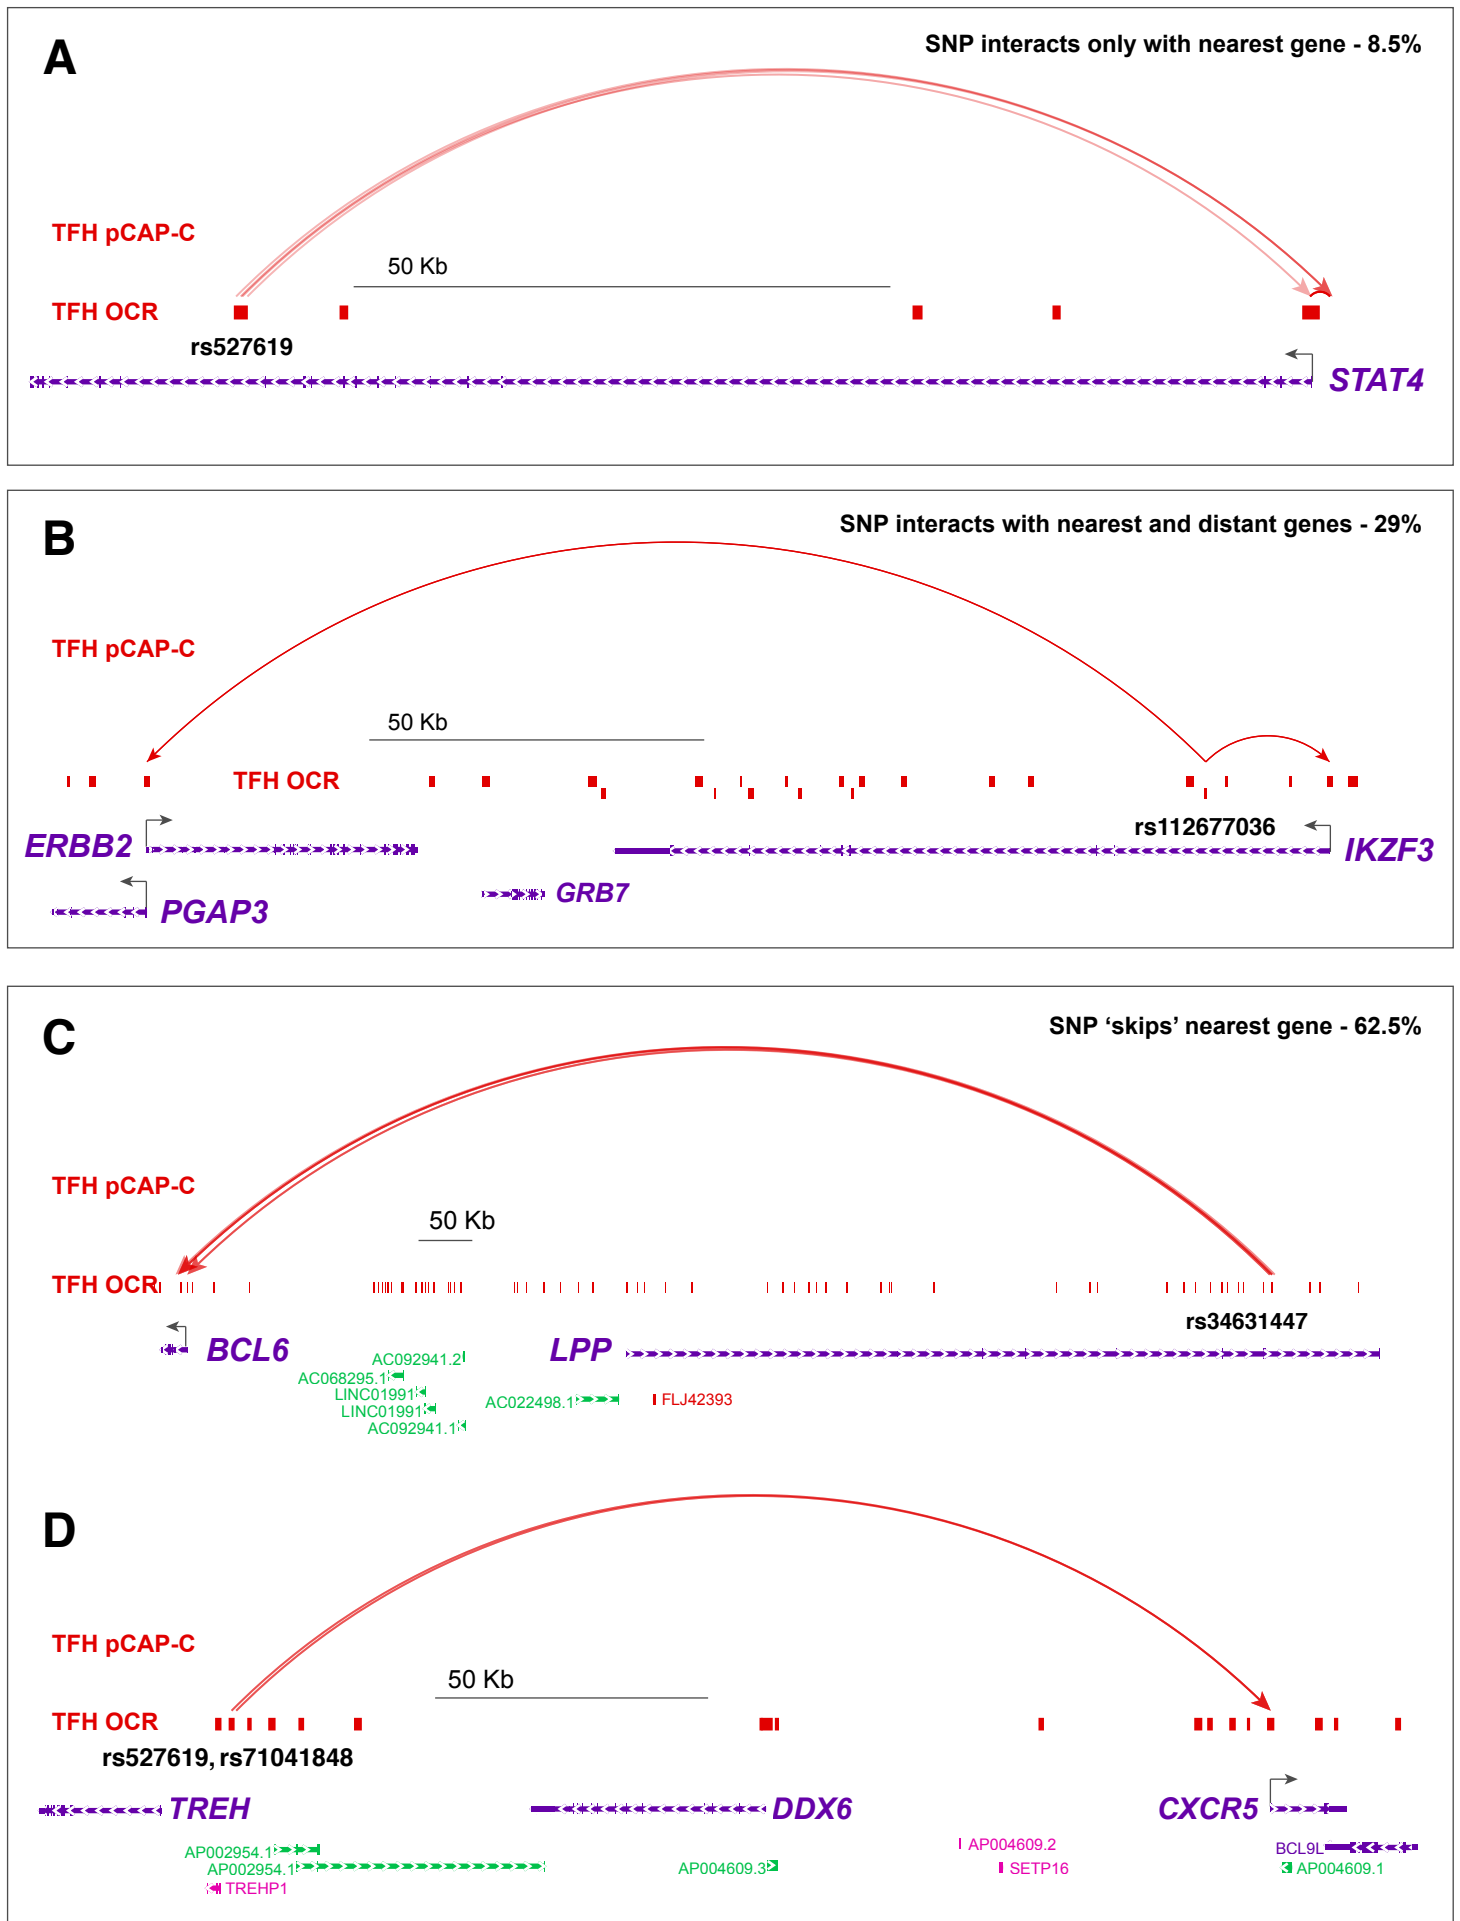 A
SNP interacts only with nearest gene - 8.5%
TFH pCAP-C
50 Kb
TFH OCR
rs527619
STAT4
B
SNP interacts with nearest and distant genes - 29%
TFH pCAP-C
50 Kb
TFH OCR
rs112677036
ERBB2
IKZF3
PGAP3
GRB7
C
SNP ‘skips’ nearest gene - 62.5%
TFH pCAP-C
50 Kb
TFH OCR
rs34631447
BCL6
LPP
AC092941.2
AC068295.1
LINC01991
LINC01991
AC092941.1
AC022498.1
FLJ42393
D
TFH pCAP-C
50 Kb
TFH OCR
rs527619, rs71041848
TREH
DDX6
CXCR5
AP002954.1
AP002954.1
TREHP1
AP004609.3
AP004609.2
SETP16
BCL9L
AP004609.1